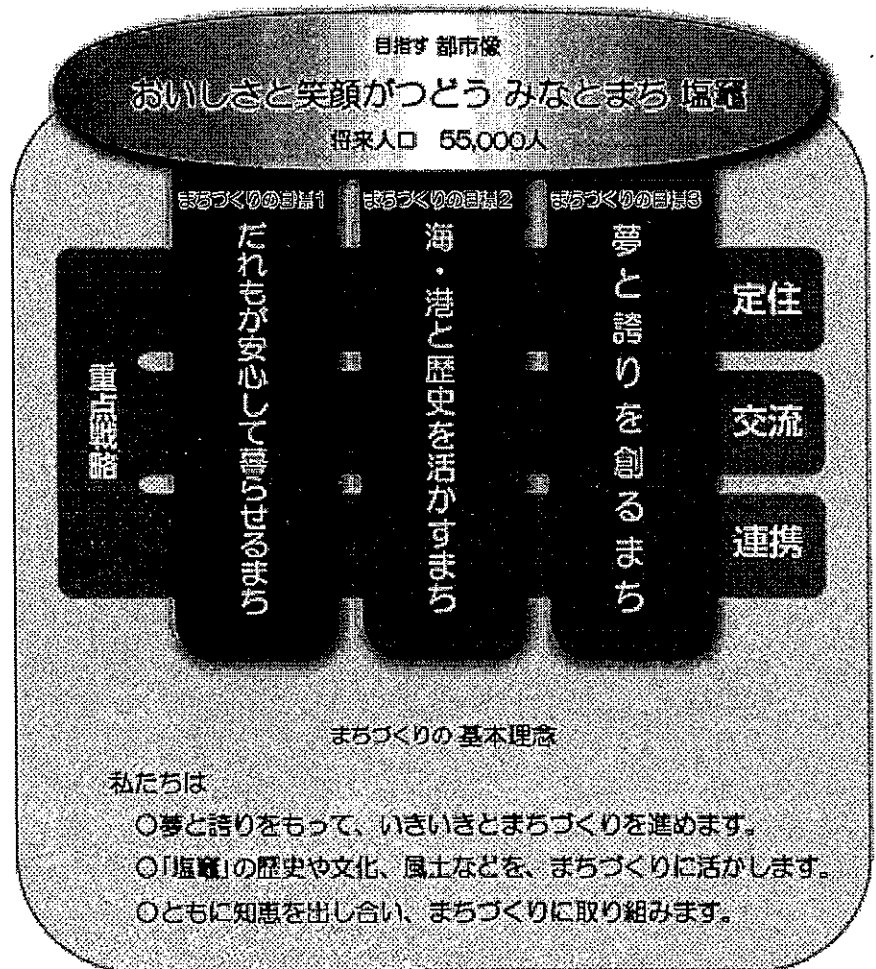 目指す 都市像
おいしさと笑顔がつどう みなとまち 塩竈
将来人口 55,000人
まちづくりの目標1
だれもが安心して暮らせるまち
まちづくりの目標2
海・港と歴史を活かすまち
まちづくりの目標3
夢と誇りを創るまち
重点戦略
定住
交流
連携
まちづくりの 基本理念
私たちは
○夢と誇りをもって、いきいきとまちづくりを進めます。
○「塩竈」の歴史や文化、風土などを、まちづくりに活かします。
○ともに知恵を出し合い、まちづくりに取り組みます。